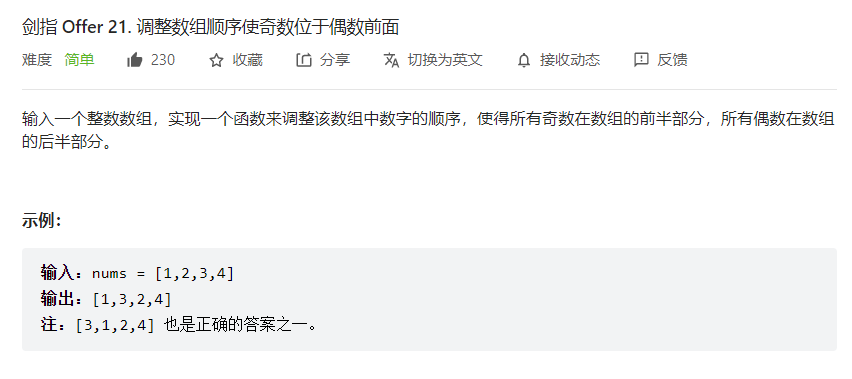 剑指 Offer 21. 调整数组顺序使奇数位于偶数前面
难度 简单 230 收藏 分享 切换为英文 接收动态 反馈
输入一个整数数组，实现一个函数来调整该数组中数字的顺序，使得所有奇数在数组的前半部分，所有偶数在数组
的后半部分。
示例：
输入：nums = [1,2,3,4]
输出：[1,3,2,4]
注：[3,1,2,4] 也是正确的答案之一。